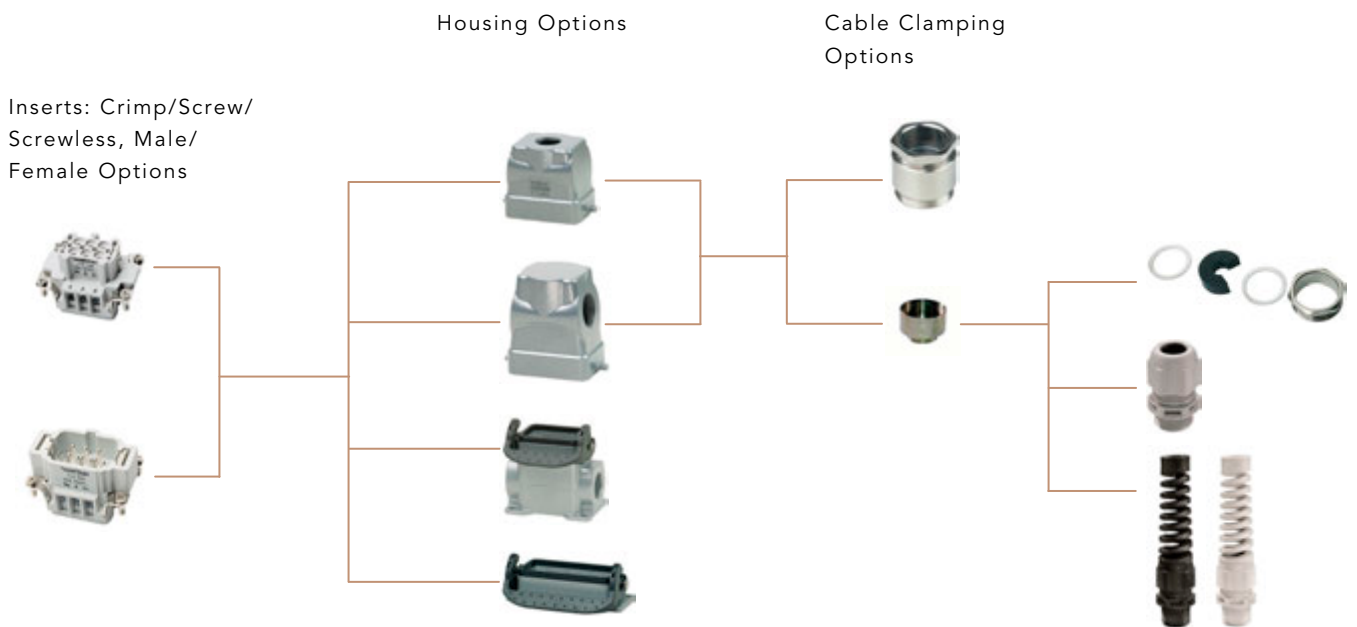 Housing Options
Cable Clamping
Options
Inserts: Crimp/Screw/
Screwless, Male/
Female Options